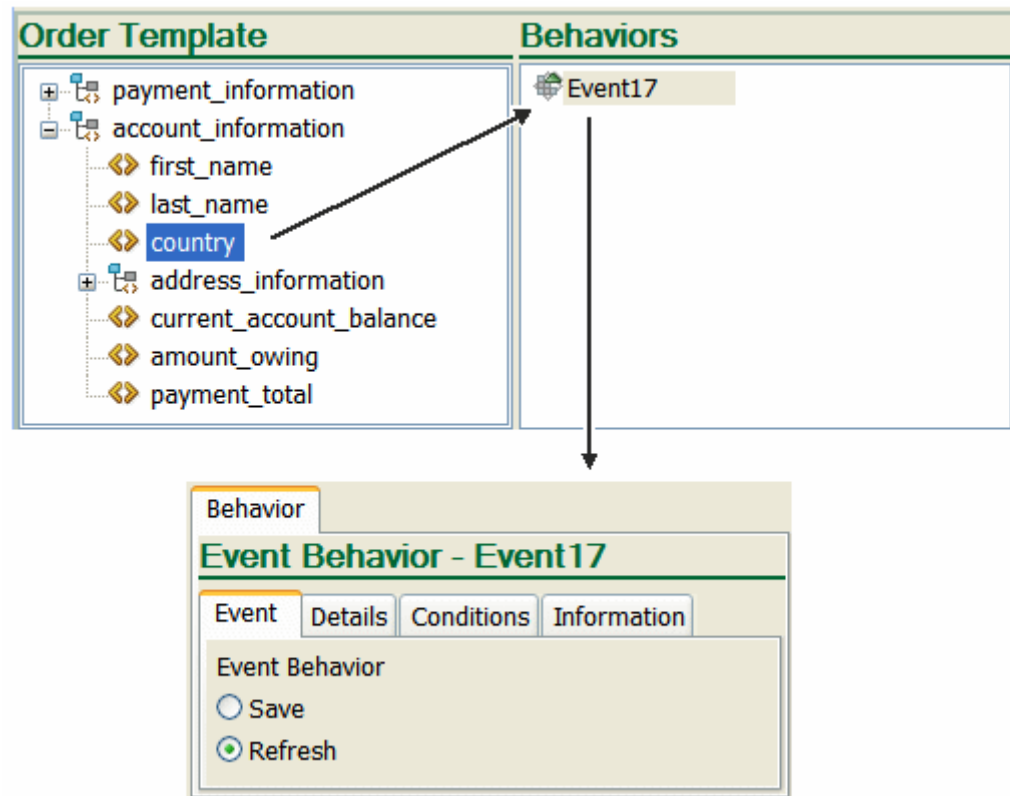 Order Template
Behaviors
payment_information
Event17
account_information
first_name
last_name
country
address_information
current_account_balance
amount_owing
payment_total
Behavior
Event Behavior - Event17
Event Details Conditions Information
Event Behavior
Save
Refresh